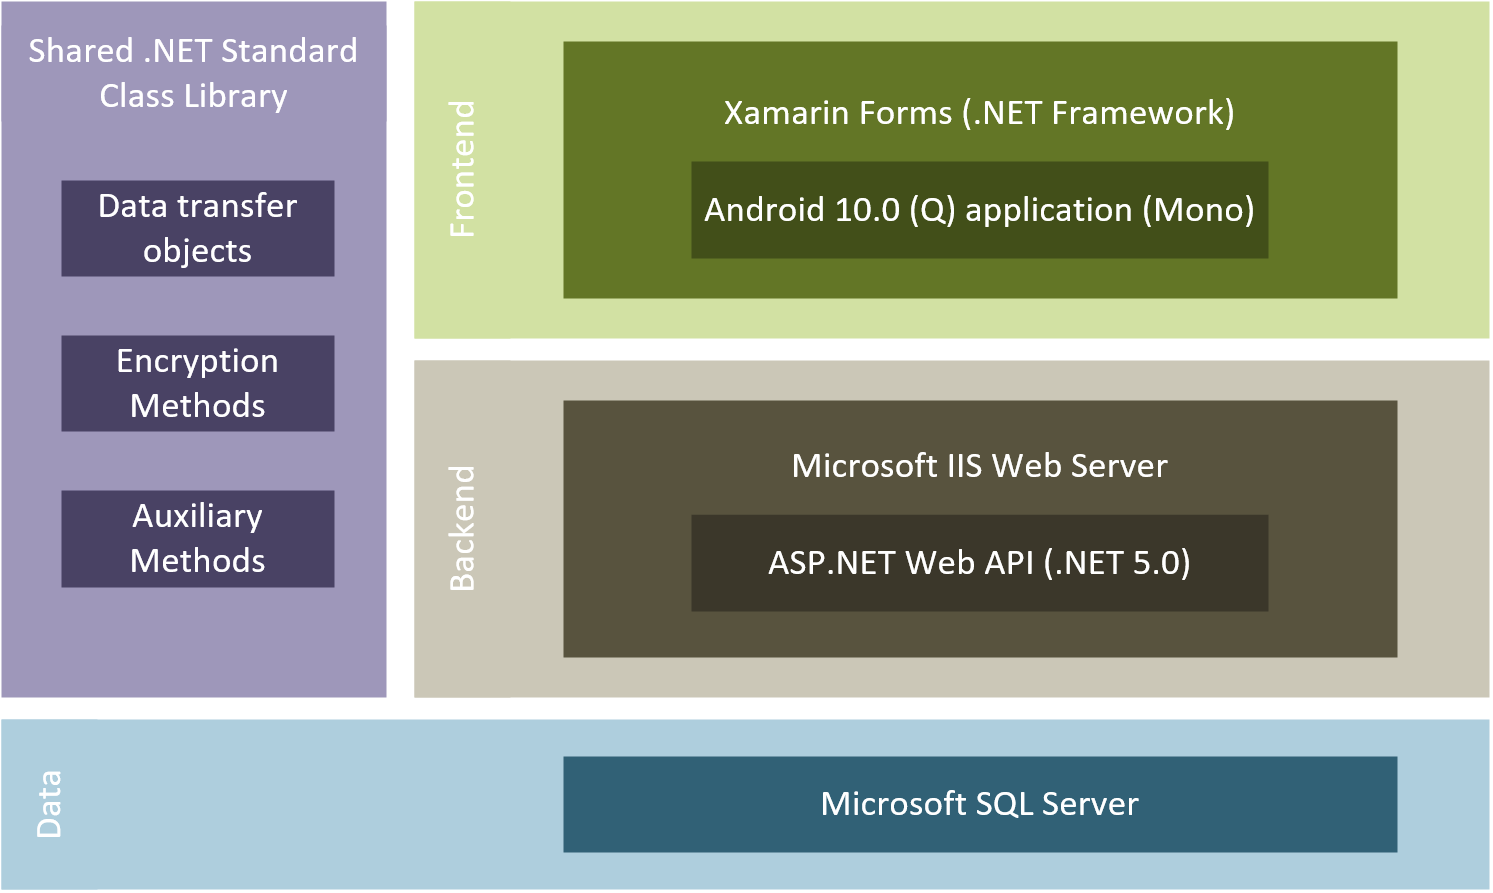 Shared .NET Standard
Class Library
Data transfer
objects
Encryption
Methods
Auxiliary
Methods
Frontend
Xamarin Forms (.NET Framework)
Android 10.0 (Q) application (Mono)
Backend
Microsoft IIS Web Server
ASP.NET Web API (.NET 5.0)
Data
Microsoft SQL Server